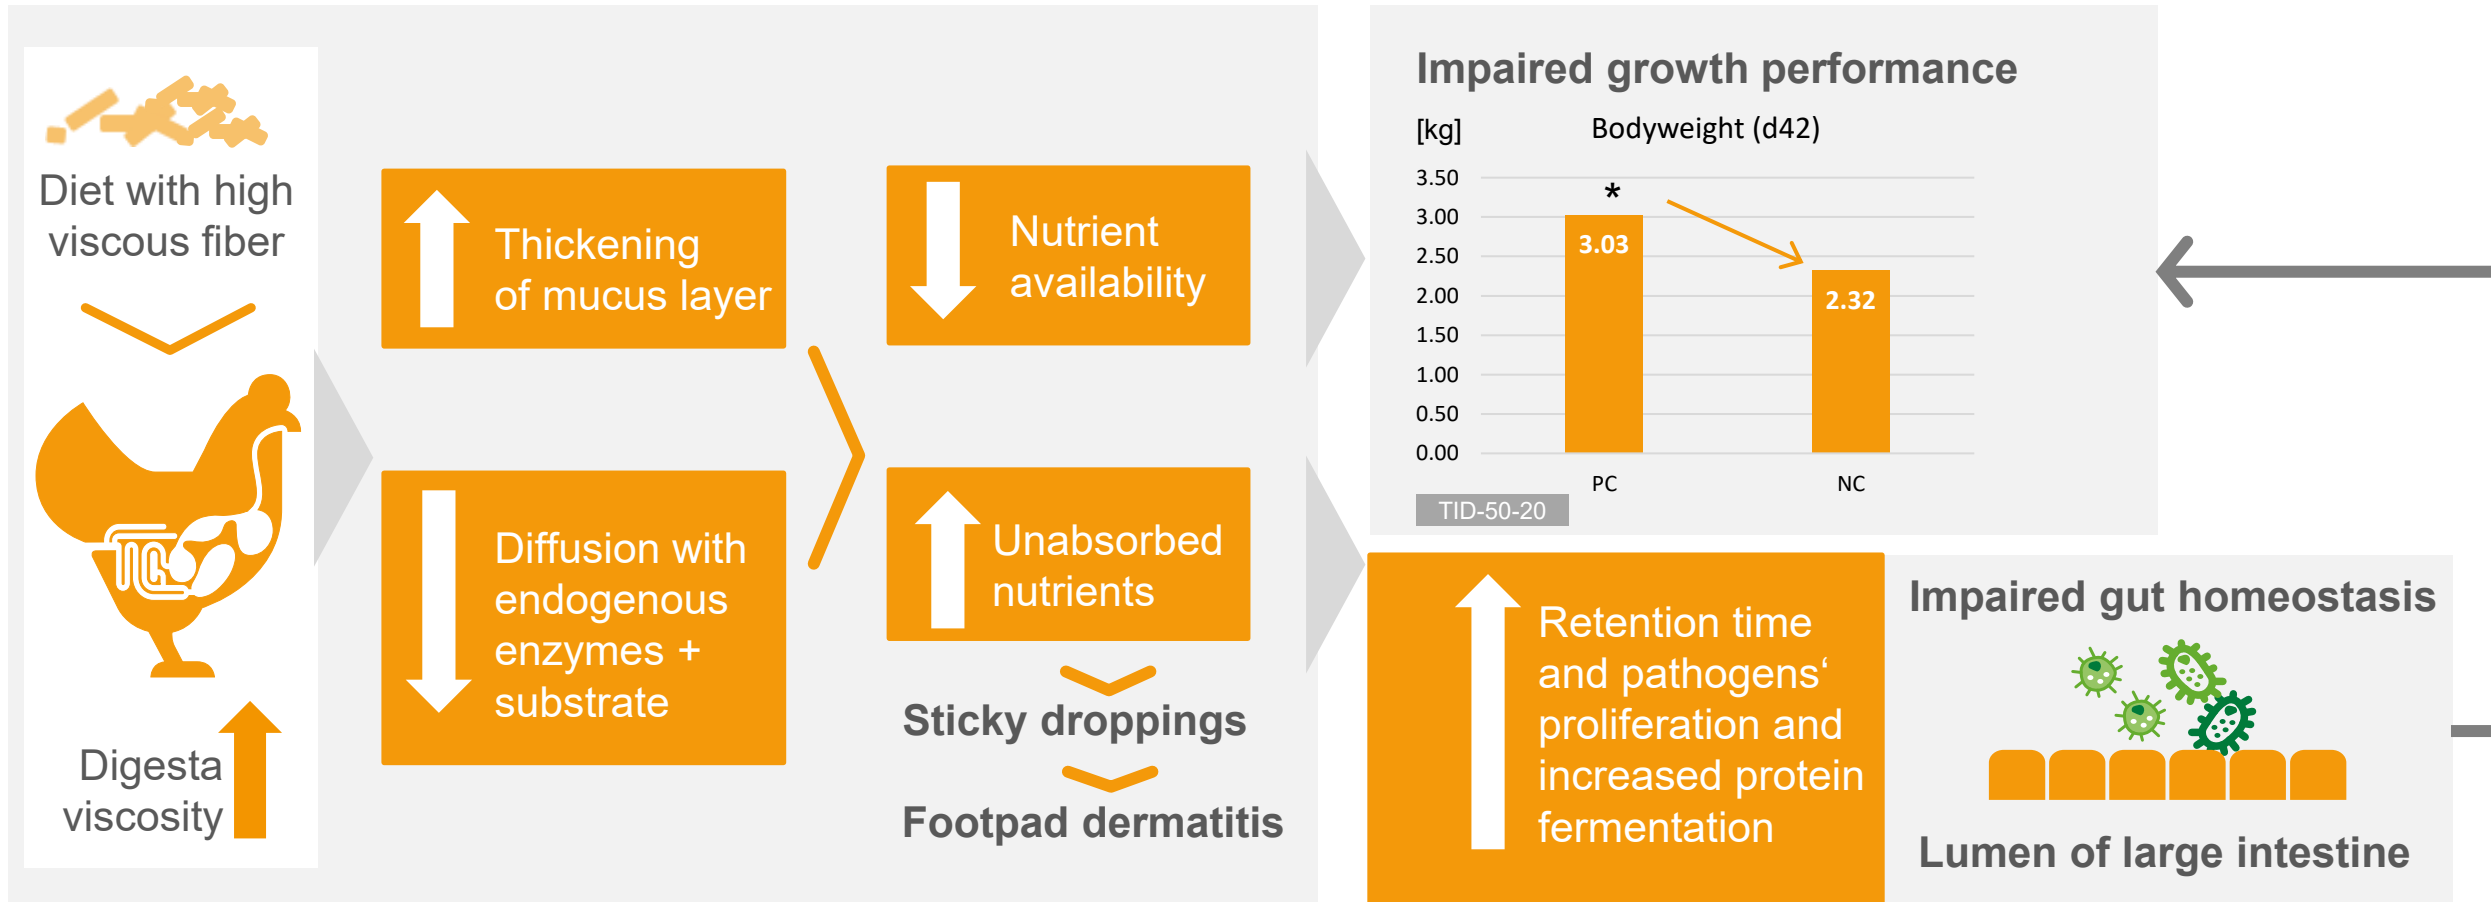 Diet with high
viscous fiber
Digesta
viscosity
Thickening
of mucus layer
Diffusion with
endogenous
enzymes +
substrate
Nutrient
availability
Unabsorbed
nutrients
Sticky droppings
Footpad dermatitis
Impaired growth performance
[kg]
Bodyweight (d42)
3.50
3.00
2.50
2.00
1.50
1.00
0.50
0.00
*
3.03
2.32
PC
NC
TID-50-20
Retention time
and pathogens‘
proliferation and
increased protein
fermentation
Impaired gut homeostasis
Lumen of large intestine